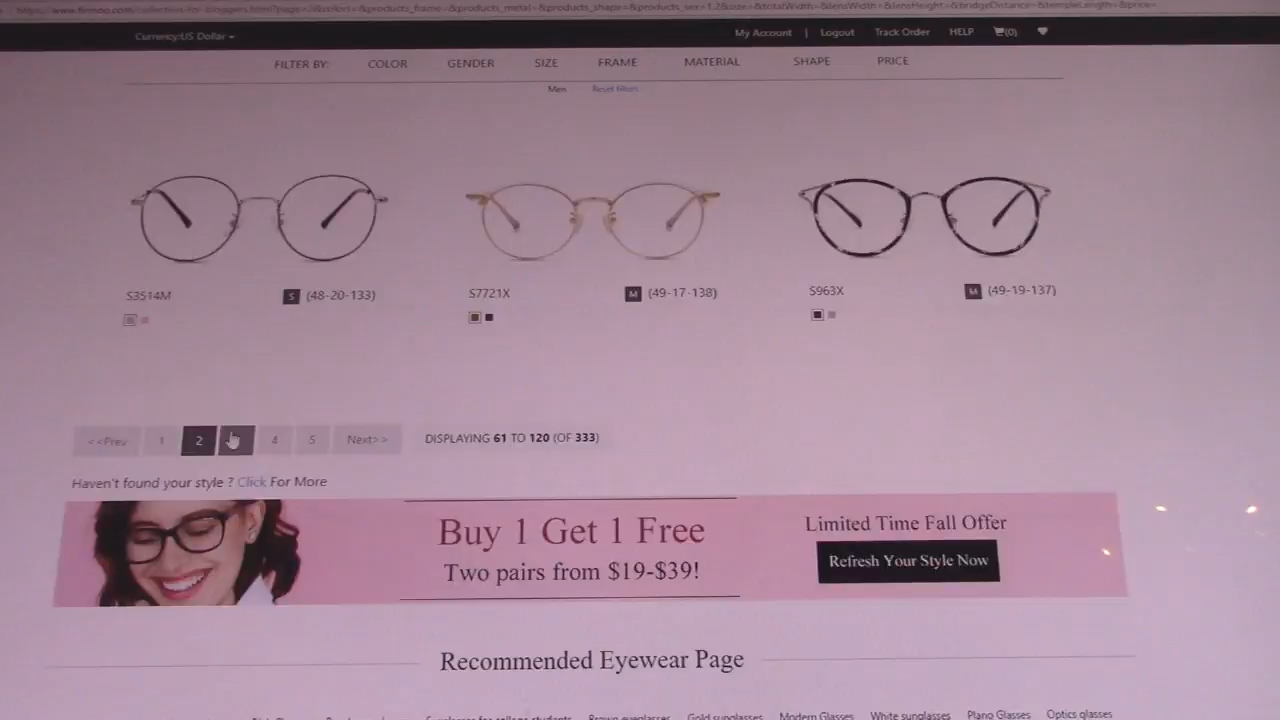 Currency:US Dollar
My Account | Logout Track Order HELP (0)
FILTER BY: COLOR GENDER SIZE FRAME MATERIAL SHAPE PRICE
Men Reset filters
S3514M S (48-20-133) S7721X M (49-17-138) S963X M (49-19-137)
<<Prev 1 2 4 5 Next>> DISPLAYING 61 TO 120 (OF 333)
Haven't found your style ? Click For More
Buy 1 Get 1 Free
Two pairs from $19-$39!
Limited Time Fall Offer
Refresh Your Style Now
Recommended Eyewear Page
Gold sunglasses Modern Glasses White sunglasses Plano Glasses Optics glasses